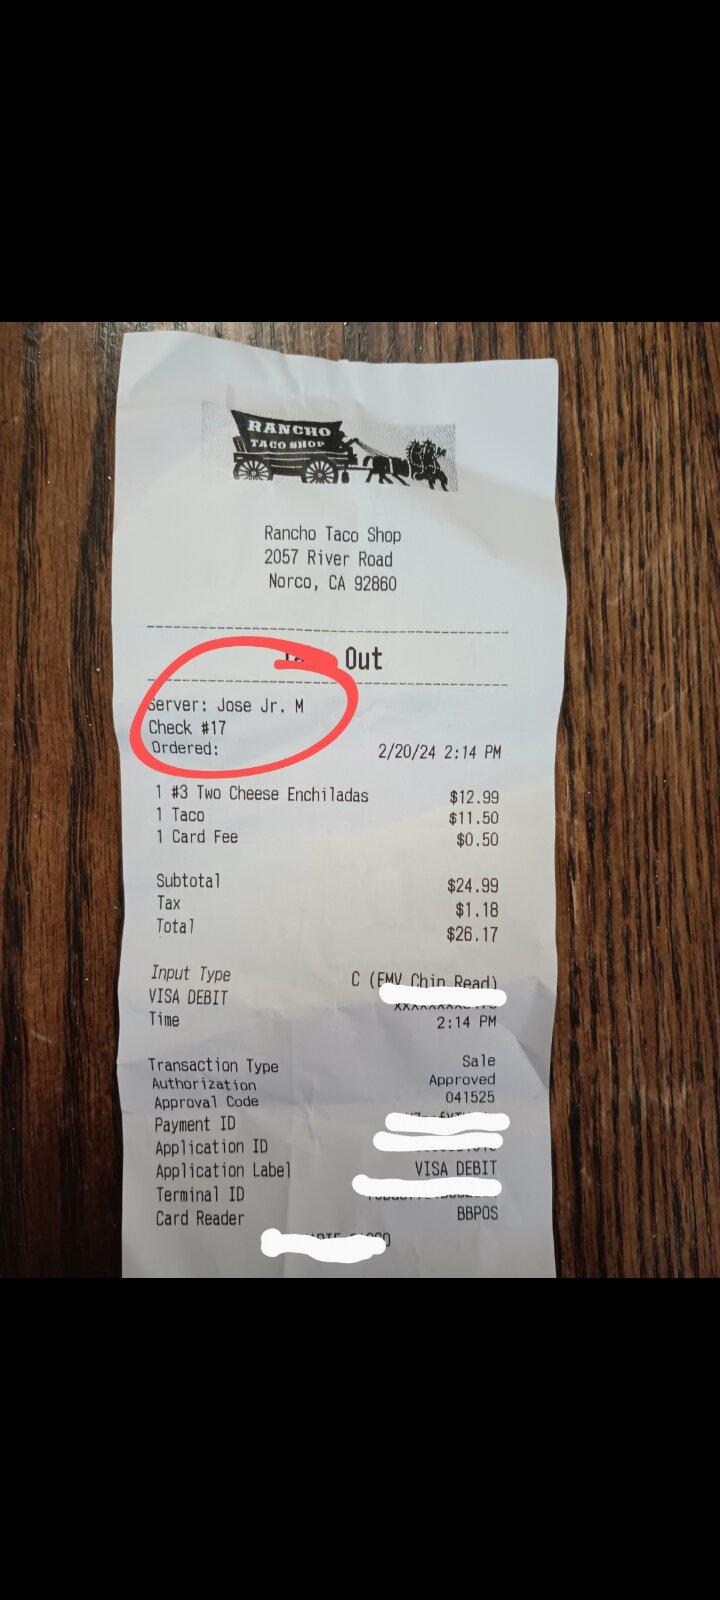 RANCHO
TACO SHOP
Rancho Taco Shop
2057 River Road
Norco, CA 92860
Out
Server: Jose Jr. M
Check #17
Ordered: 2/20/24 2:14 PM
1 #3 Two Cheese Enchiladas $12.99
1 Taco $11.50
1 Card Fee $0.50
Subtotal $24.99
Tax $1.18
Total $26.17
Input Type C (EMV Chip Read)
VISA DEBIT
Time 2:14 PM
Transaction Type Sale
Authorization Approved
Approval Code 041525
Payment ID
Application ID
Application Label VISA DEBIT
Terminal ID
Card Reader BBPOS